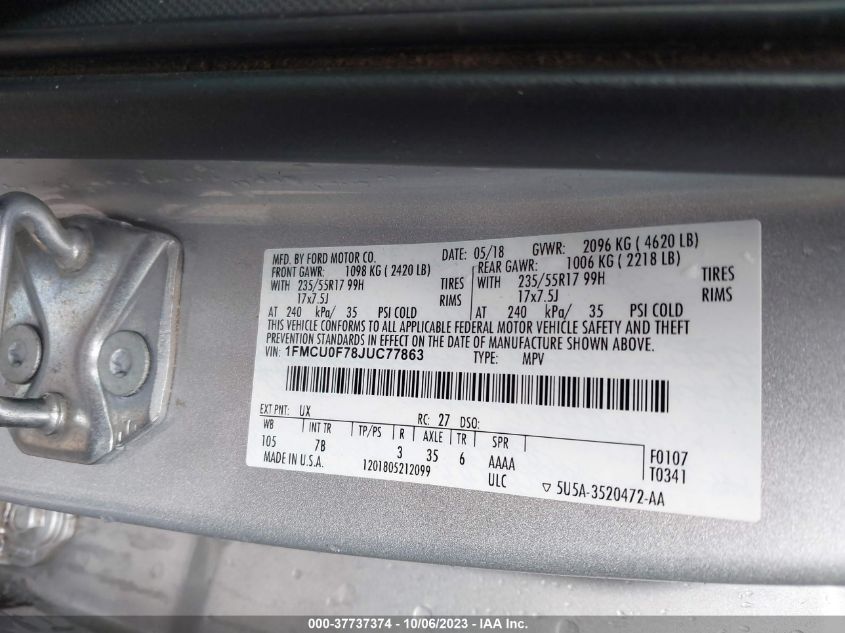 MFD. BY FORD MOTOR CO. DATE: 05/18 GVWR: 2096 KG ( 4620 LB)
FRONT GAWR: 1098 KG ( 2420 LB) REAR GAWR: 1006 KG ( 2218 LB)
WITH 235/55R17 99H TIRES WITH 235/55R17 99H TIRES
17x7.5J RIMS 17x7.5J RIMS
AT 240 kPa/ 35 PSI COLD AT 240 kPa/ 35 PSI COLD
THIS VEHICLE CONFORMS TO ALL APPLICABLE FEDERAL MOTOR VEHICLE SAFETY AND THEFT
PREVENTION STANDARDS IN EFFECT ON THE DATE OF MANUFACTURE SHOWN ABOVE.
VIN: 1FMCU0F78JUC77863 TYPE: MPV
EXT PNT: UX RC: 27 DSO:
WB INT TR TP/PS R AXLE TR SPR F0107
105 7B 3 35 6 AAAA T0341
MADE IN U.S.A. 1201805212099 ULC ▽ 5U5A-3520472-AA
000-37737374 - 10/06/2023 - IAA Inc.